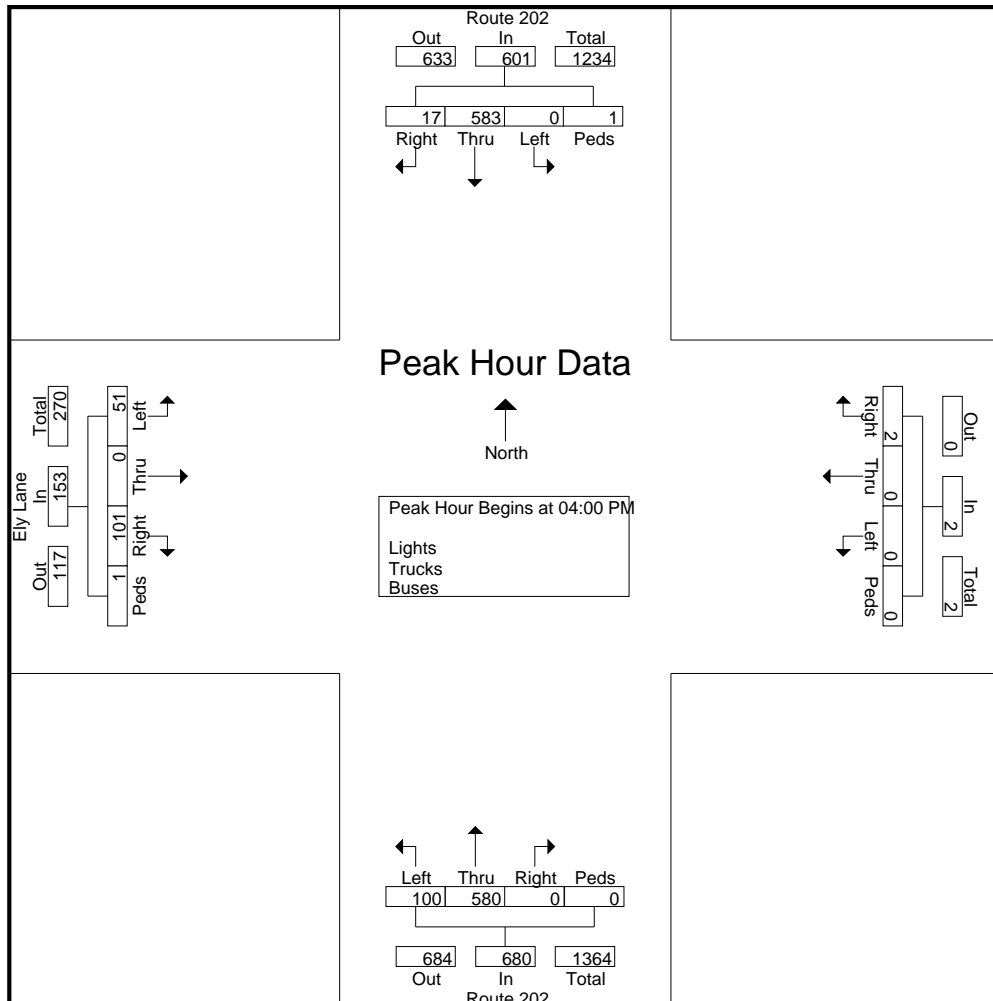 Route 202
Out In Total
633 601 1234
17 583 0 1
Right Thru Left Peds
Peak Hour Data
North
Peak Hour Begins at 04:00 PM
Lights
Trucks
Buses
Ely Lane
Out In Total
117 153 270
1 101 0 51
Peds Right Thru Left
Out In Total
0 2 2
Right Thru Left Peds
2 0 0 0
Left Thru Right Peds
100 580 0 0
684 680 1364
Out In Total
Route 202